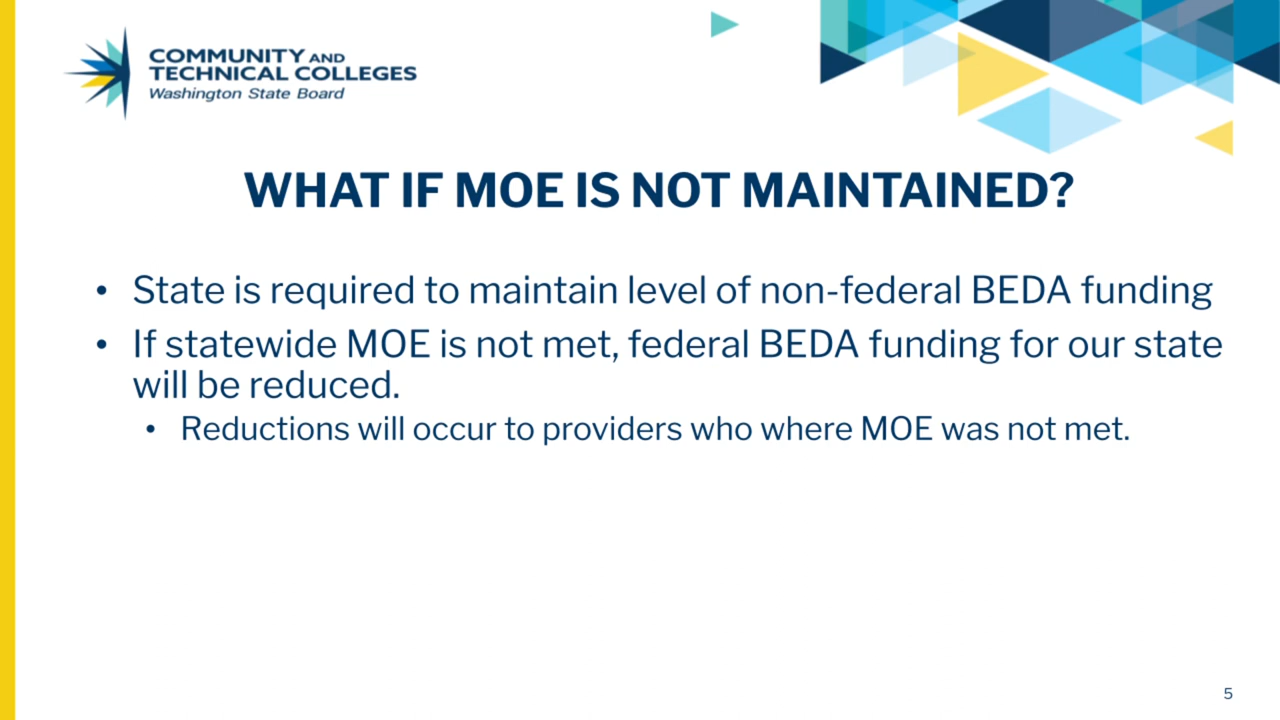 COMMUNITY AND
TECHNICAL COLLEGES
Washington State Board
WHAT IF MOE IS NOT MAINTAINED?
• State is required to maintain level of non-federal BEDA funding
• If statewide MOE is not met, federal BEDA funding for our state
will be reduced.
• Reductions will occur to providers who where MOE was not met.
5